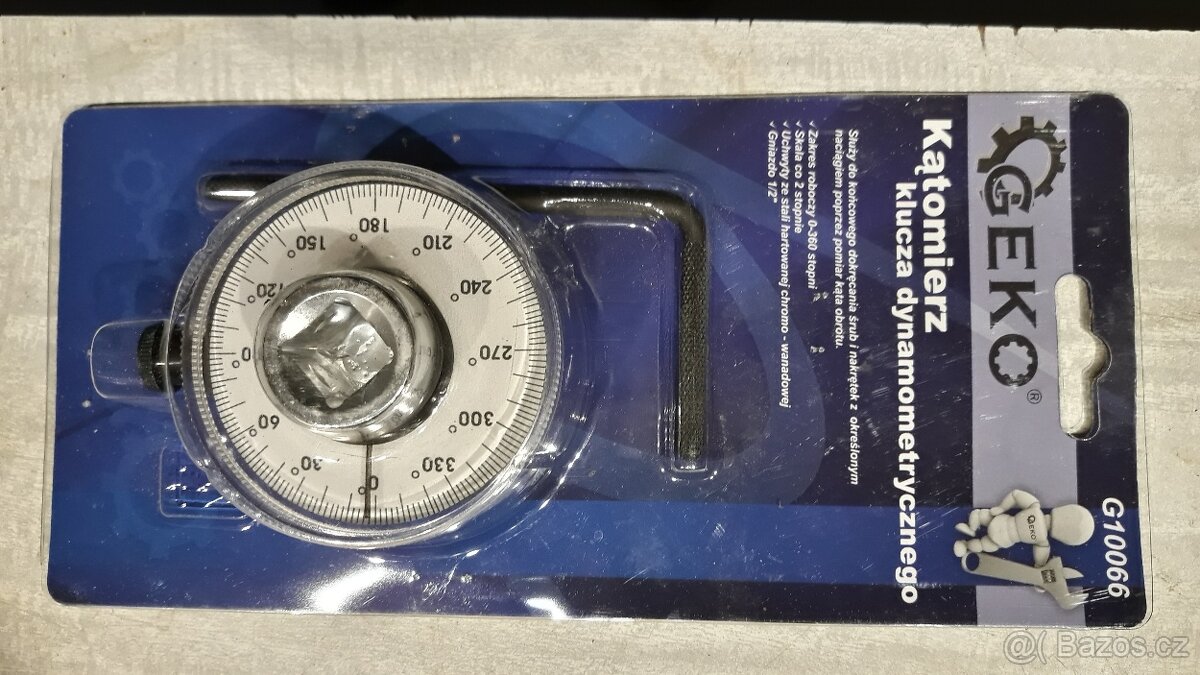 GEKO®
G10066
Kątomierz
klucza dynamometrycznego
Służy do końcowego dokręcania śrub i nakrętek z określonym
naciągiem poprzez pomiar kąta obrotu.
✓ Zakres roboczy 0-360 stopni
✓ Skala co 2 stopnie
✓ Uchwyty ze stali hartowanej chromo - wanadowej
✓ Gniazdo 1/2"
GEKO
0°
30°
60°
120°
150°
180°
210°
240°
270°
300°
330°
@( Bazos.cz